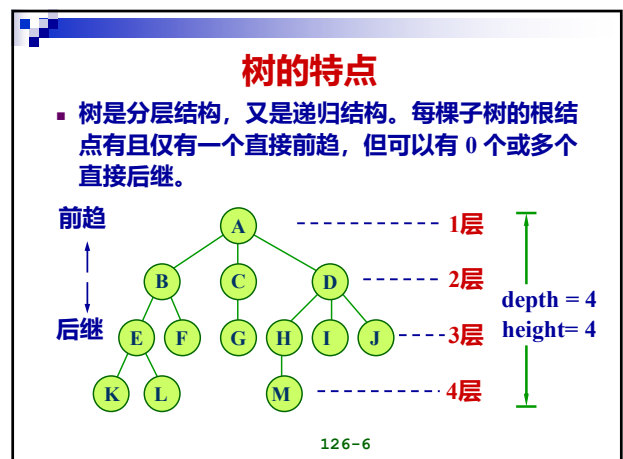 树的特点
树是分层结构，又是递归结构。每棵子树的根结
点有且仅有一个直接前趋，但可以有 0 个或多个
直接后继。
前趋
A
1层
B
C
D
2层
depth = 4
后继
E
F
G
H
I
J
3层
height= 4
K
L
M
4层
126-6